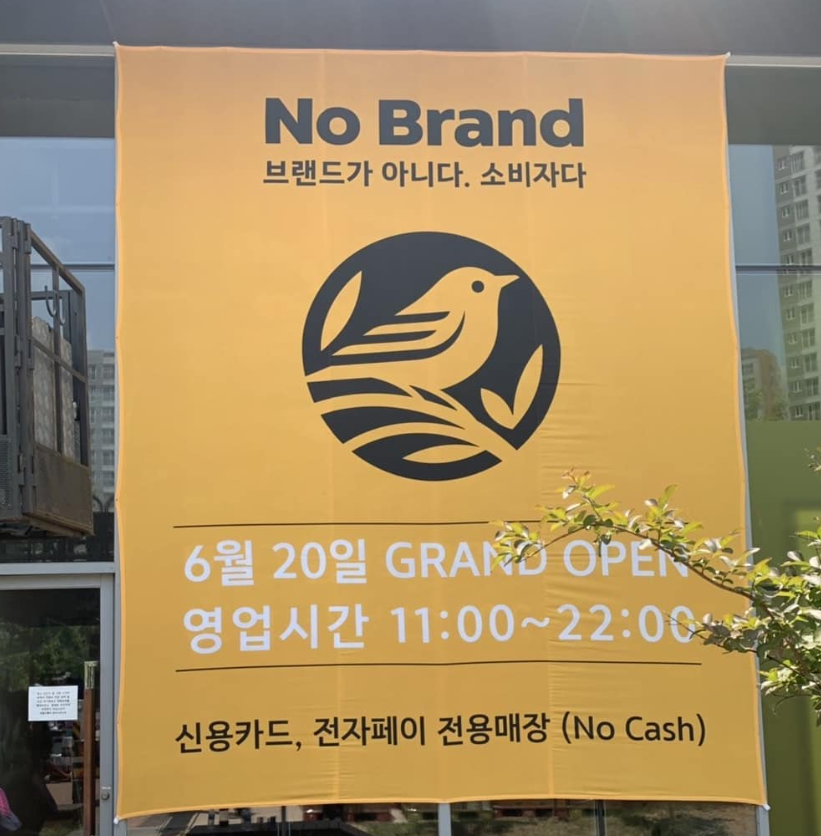 No Brand
브랜드가 아니다. 소비자다
6월 20일 GRAND OPEN
영업시간 11:00~22:00
신용카드, 전자페이 전용매장 (No Cash)